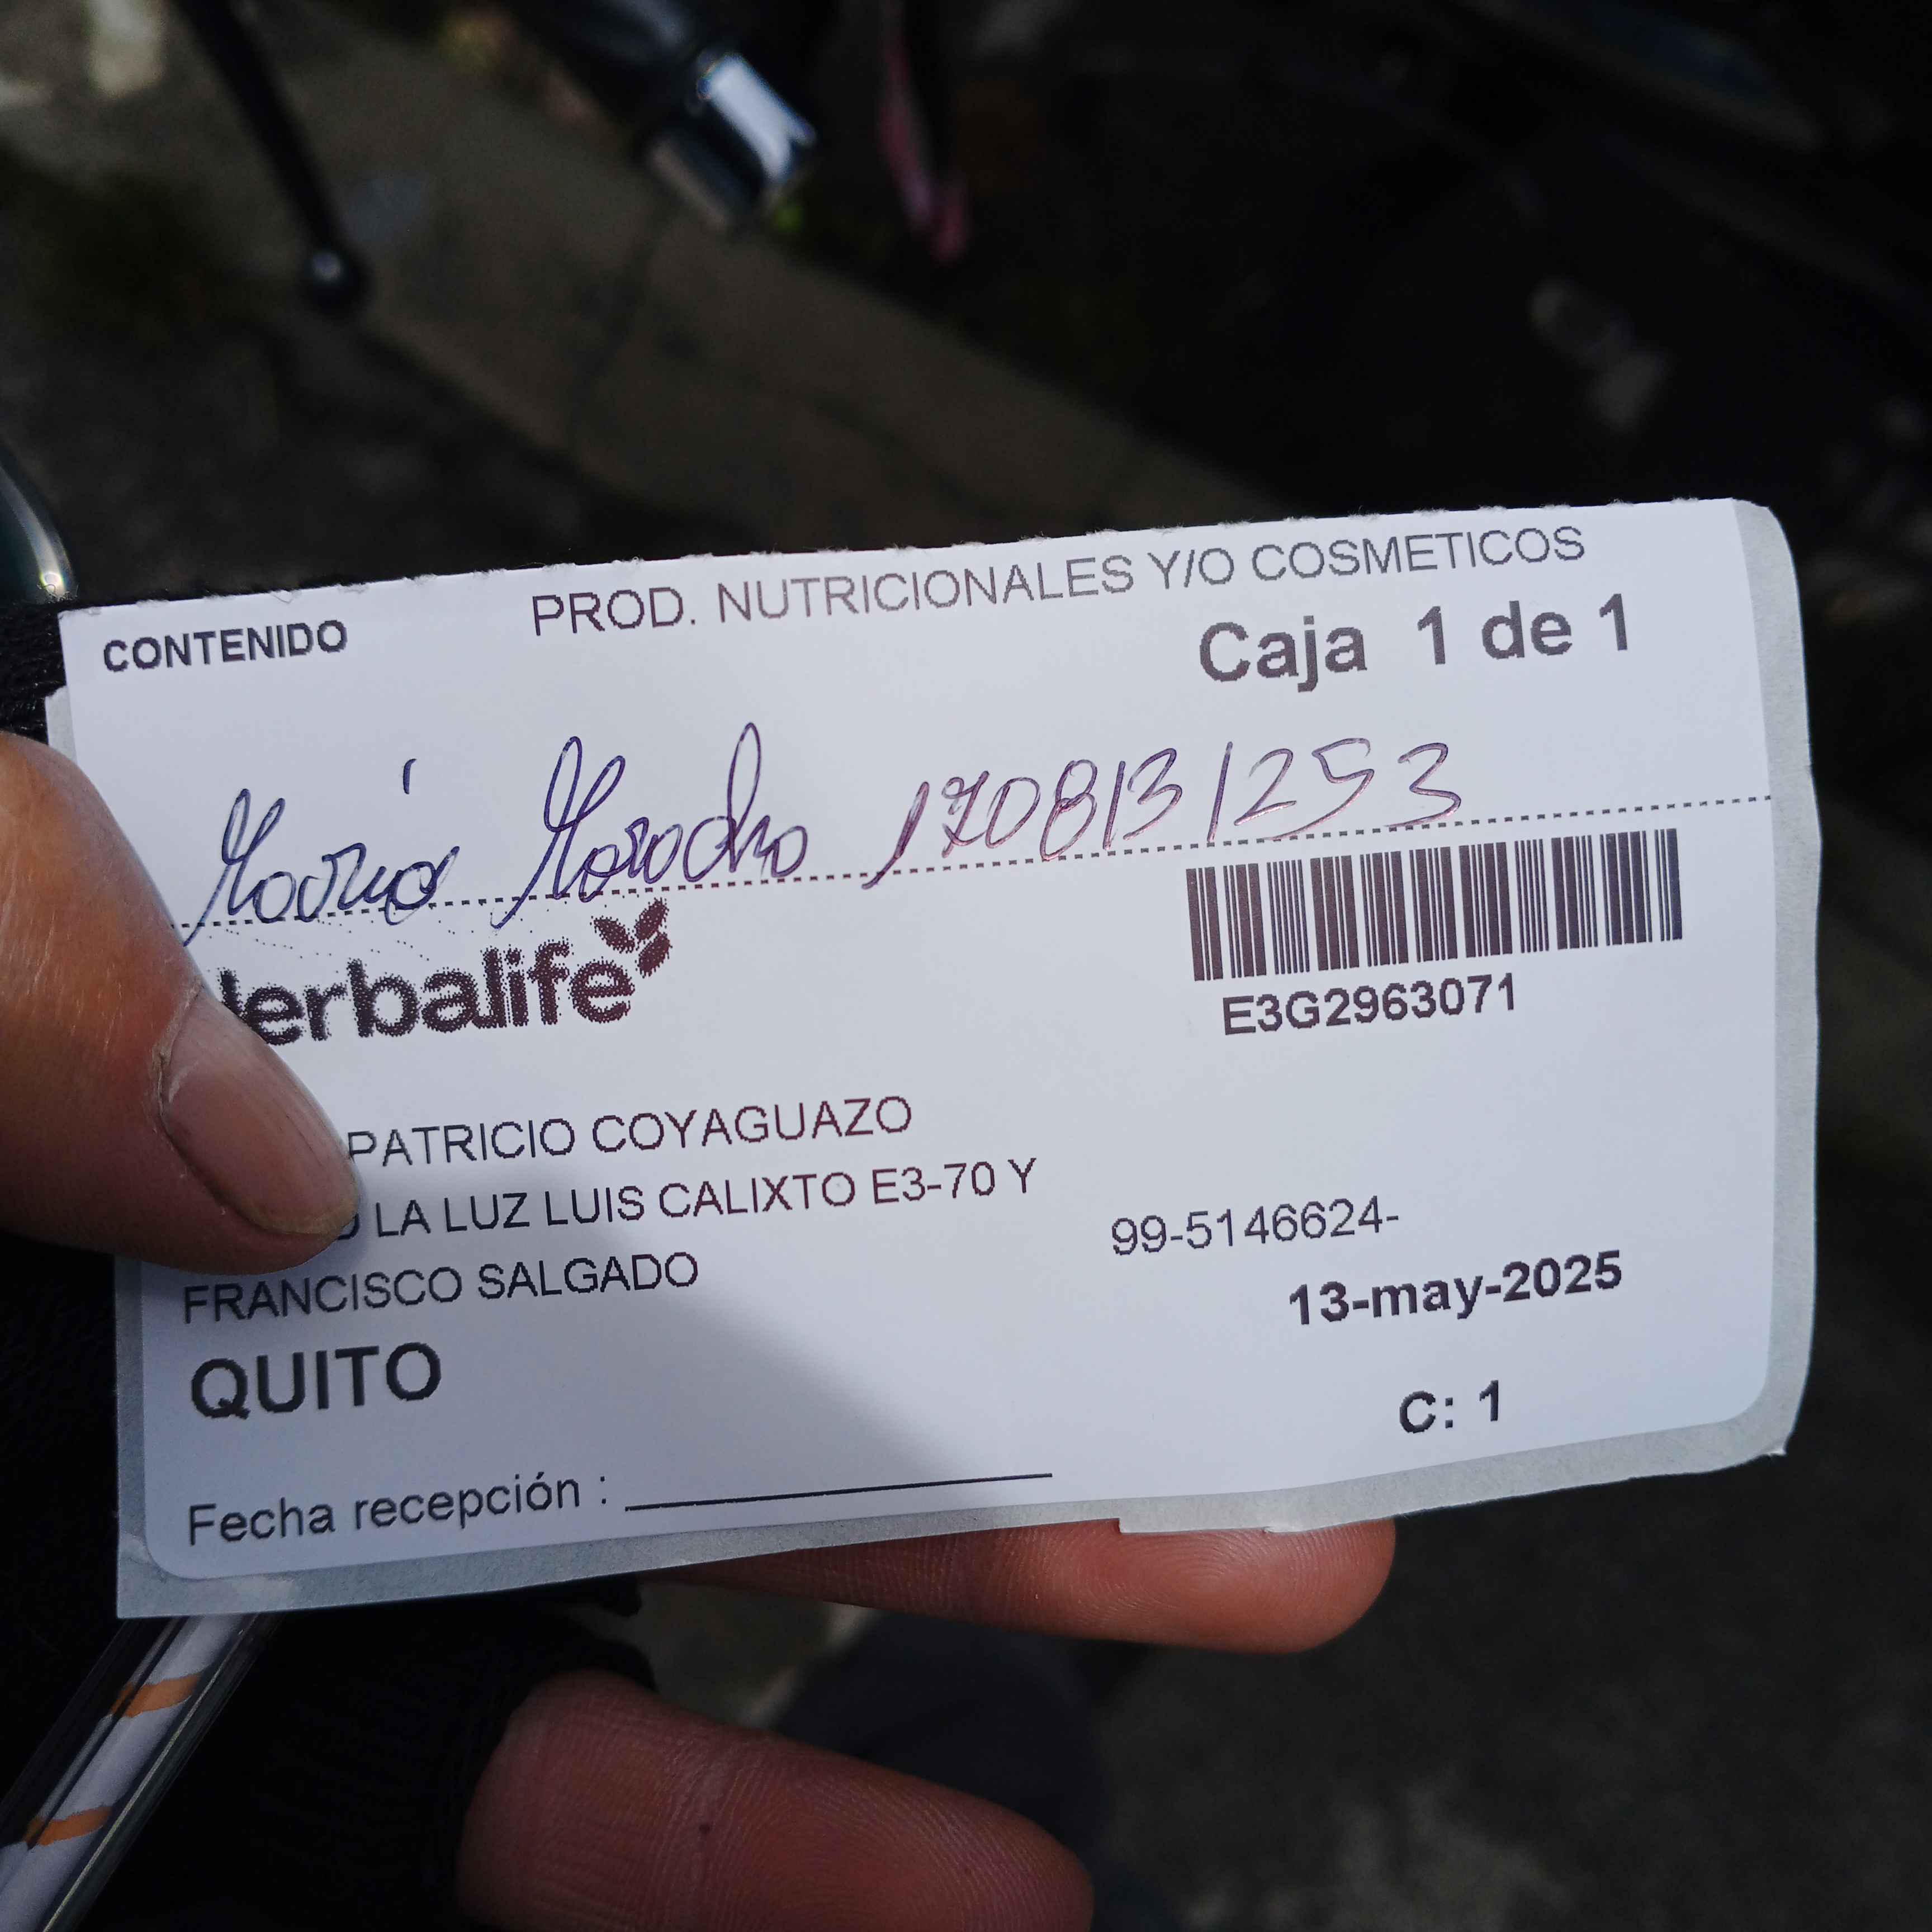 CONTENIDO PROD. NUTRICIONALES Y/O COSMETICOS
Caja 1 de 1
María Morocho 1708131253
Herbalife
E3G2963071
PATRICIO COYAGUAZO
LA LUZ LUIS CALIXTO E3-70 Y
FRANCISCO SALGADO
99-5146624-
13-may-2025
QUITO
C: 1
Fecha recepción :